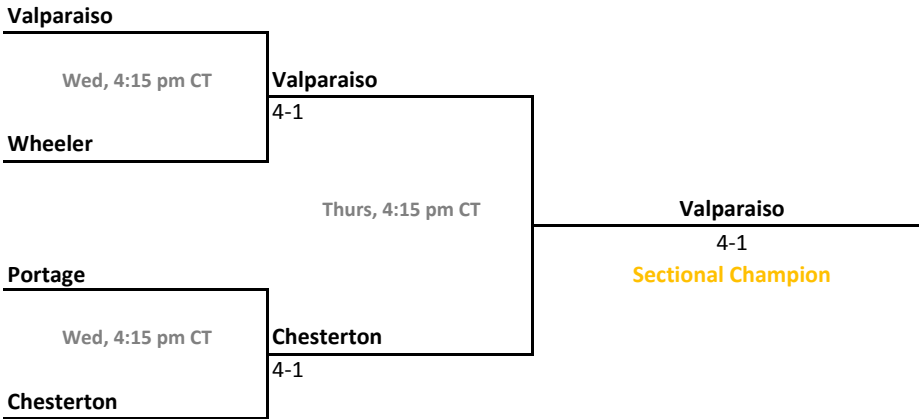 Valparaiso
Wed, 4:15 pm CT
Valparaiso
4-1
Wheeler
Thurs, 4:15 pm CT
Valparaiso
4-1
Sectional Champion
Portage
Wed, 4:15 pm CT
Chesterton
4-1
Chesterton